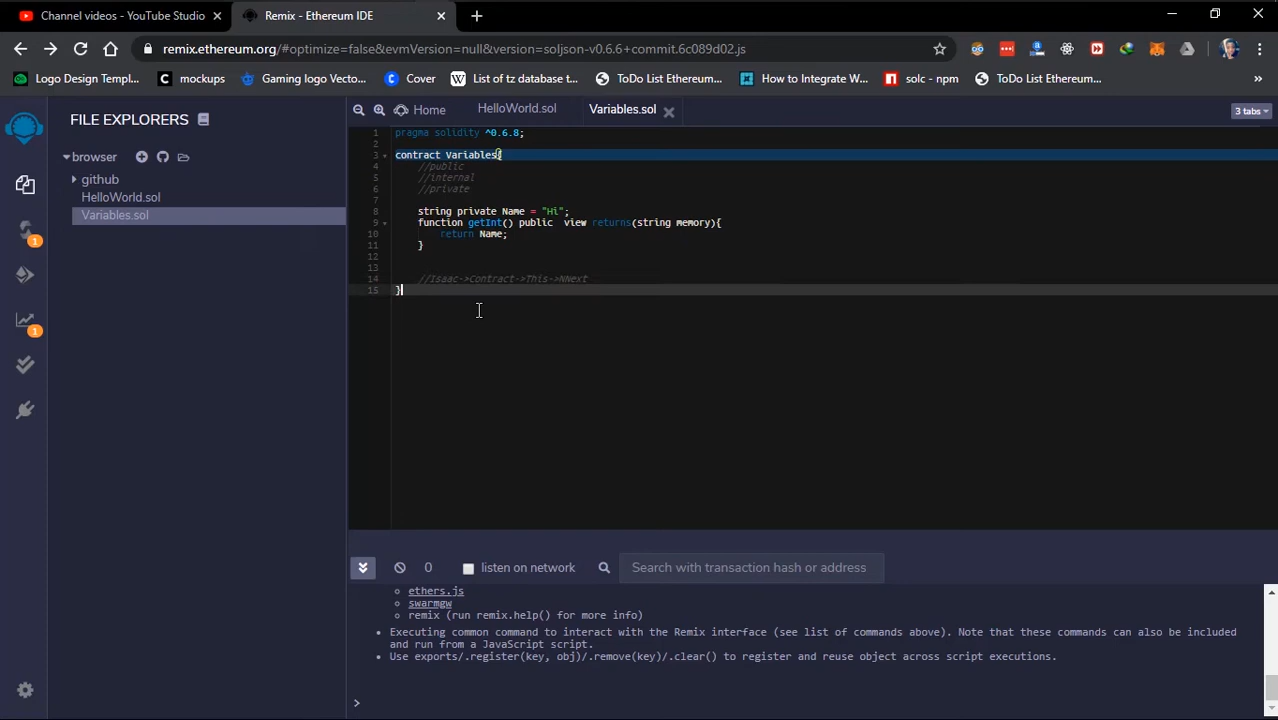 Channel videos - YouTube Studio
Remix - Ethereum IDE
remix.ethereum.org/#optimize=false&evmVersion=null&version=soljson-v0.6.6+commit.6c089d02.js
Logo Design Templ...
mockups
Gaming logo Vecto...
Cover
List of tz database t...
ToDo List Ethereum...
How to Integrate W...
solc - npm
ToDo List Ethereum...
FILE EXPLORERS
Home
HelloWorld.sol
Variables.sol
3 tabs
browser
github
HelloWorld.sol
Variables.sol
1
1
1 pragma solidity ^0.6.8;
2
3 contract Variables{
4 //public
5 //internal
6 //private
7
8 string private Name = "Hi";
9 function getInt() public  view returns(string memory){
10 return Name;
11 }
12
13
14 //Isaac->Contract->This->NNext
15 }
0
listen on network
Search with transaction hash or address
ethers.js
swarmgw
remix (run remix.help() for more info)
Executing common command to interact with the Remix interface (see list of commands above). Note that these commands can also be included
and run from a JavaScript script.
Use exports/.register(key, obj)/.remove(key)/.clear() to register and reuse object across script executions.
>